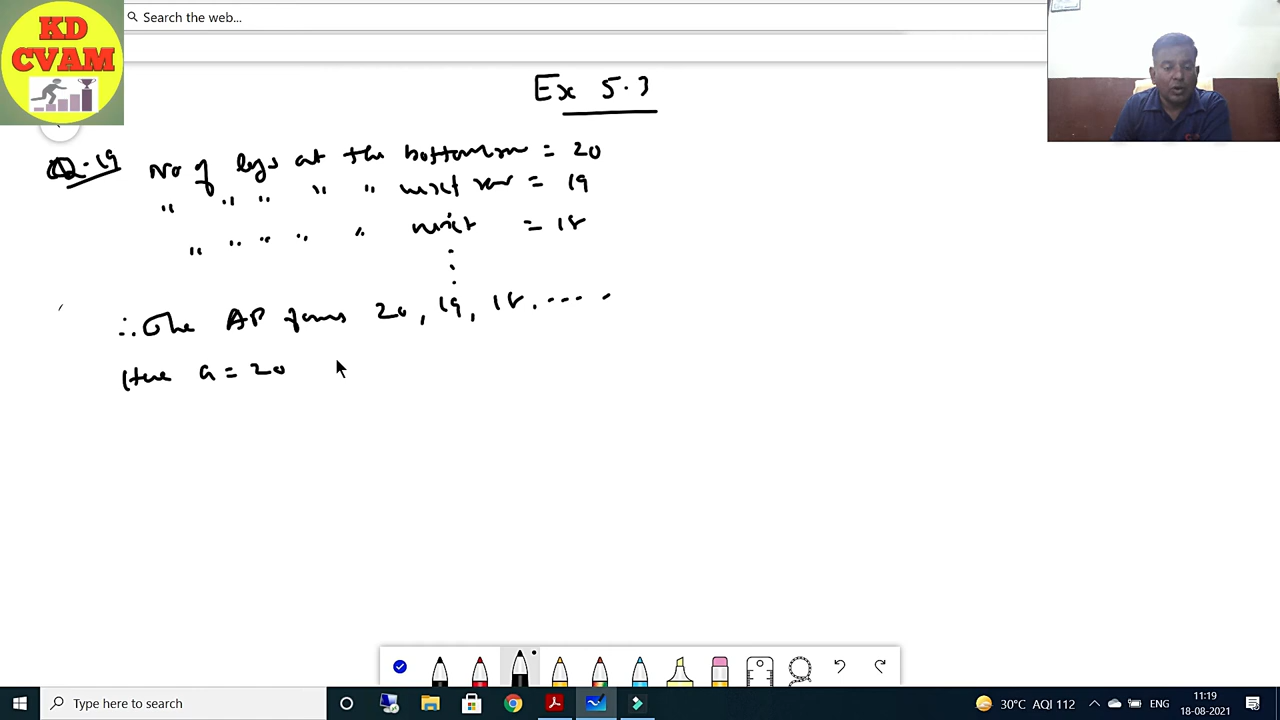 KD
CVAM
Search the web...
Ex 5.3
Q-19 No of logs at the bottom row = 20
" " " " " next row = 19
" " " " " next = 18
∴ The AP forms 20, 19, 18, .....
Here a = 20
Type here to search
30°C AQI 112
ENG
11:19
18-08-2021